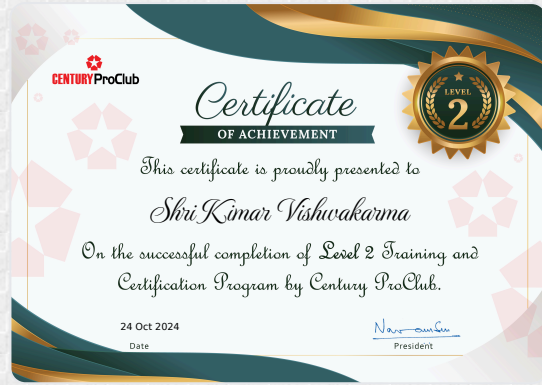 CENTURY ProClub
Certificate
OF ACHIEVEMENT
LEVEL
2
This certificate is proudly presented to
Shri Kimar Vishwakarma
On the successful completion of Level 2 Training and
Certification Program by Century ProClub.
24 Oct 2024
Date
President